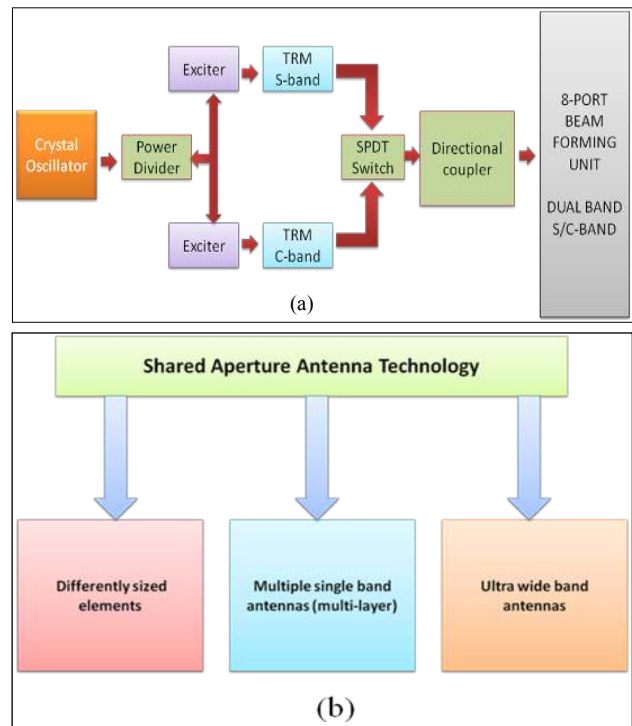 Crystal
Oscillator
Power
Divider
Exciter
TRM
S-band
Exciter
TRM
C-band
SPDT
Switch
Directional
coupler
8-PORT
BEAM
FORMING
UNIT
DUAL BAND
S/C-BAND
(a)
Shared Aperture Antenna Technology
Differently sized
elements
Multiple single band
antennas (multi-layer)
Ultra wide band
antennas
(b)